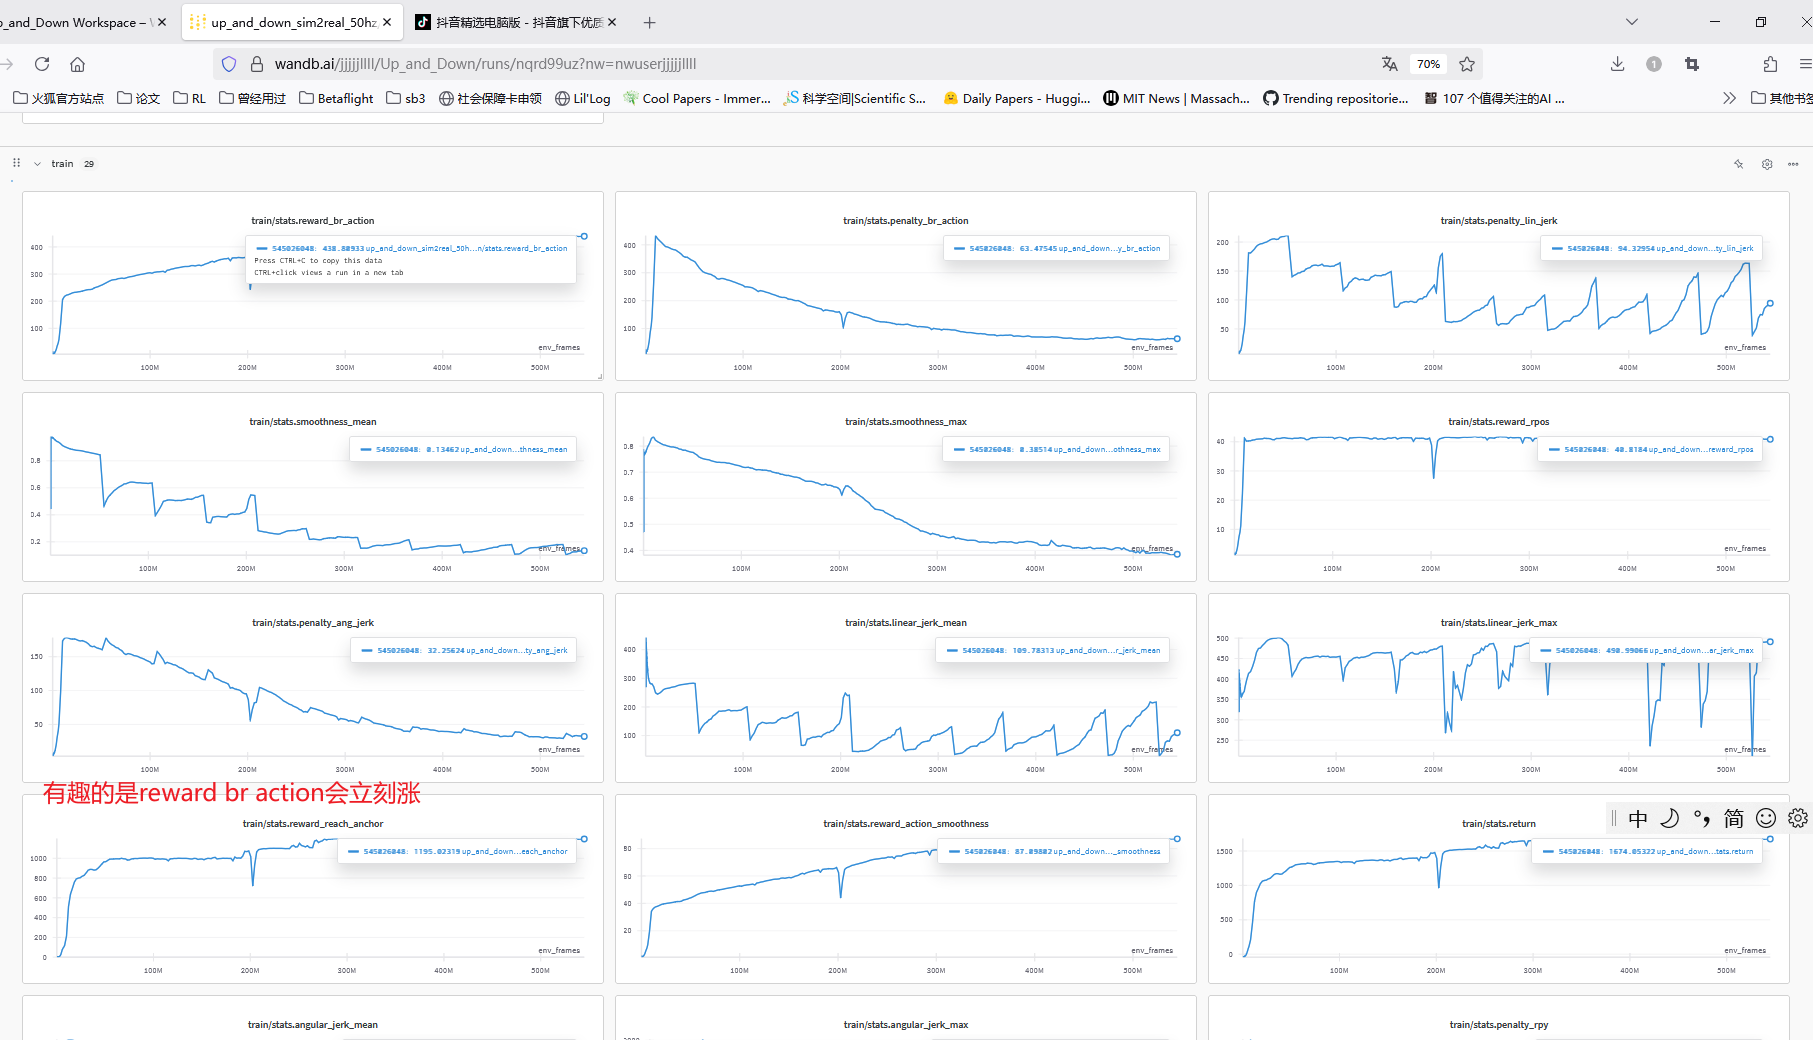 o_and_Down Workspace – W
up_and_down_sim2real_50hz
抖音精选电脑版 - 抖音旗下优质
wandb.ai/jjjjjllll/Up_and_Down/runs/nqrd99uz?nw=nwuserjjjjjllll
70%
1
火狐官方站点
论文
RL
曾经用过
Betaflight
sb3
社会保障卡申领
Lil'Log
Cool Papers - Immer...
科学空间|Scientific S...
Daily Papers - Huggi...
MIT News | Massach...
Trending repositorie...
107 个值得关注的AI ...
其他书签
train 29
train/stats.reward_br_action
545026048: 438.80933 up_and_down_sim2real_50h...n/stats.reward_br_action
Press CTRL+C to copy this data
CTRL+click views a run in a new tab
400
300
200
100
env_frames
100M 200M 300M 400M 500M
train/stats.penalty_br_action
545026048: 63.47545 up_and_down...y_br_action
400
300
200
100
env_frames
100M 200M 300M 400M 500M
train/stats.penalty_lin_jerk
545026048: 94.32954 up_and_down...ty_lin_jerk
200
150
100
50
env_frames
100M 200M 300M 400M 500M
train/stats.smoothness_mean
545026048: 0.13462 up_and_down...thness_mean
0.8
0.6
0.4
0.2
env_frames
100M 200M 300M 400M 500M
train/stats.smoothness_max
545026048: 0.38514 up_and_down...othness_max
0.8
0.7
0.6
0.5
0.4
env_frames
100M 200M 300M 400M 500M
train/stats.reward_rpos
545026048: 40.8184 up_and_down...reward_rpos
40
30
20
10
env_frames
100M 200M 300M 400M 500M
train/stats.penalty_ang_jerk
545026048: 32.25624 up_and_down...ty_ang_jerk
150
100
50
env_frames
100M 200M 300M 400M 500M
train/stats.linear_jerk_mean
545026048: 109.78313 up_and_down...r_jerk_mean
400
300
200
100
env_frames
100M 200M 300M 400M 500M
train/stats.linear_jerk_max
545026048: 490.99066 up_and_down...ar_jerk_max
500
450
400
350
300
250
env_frames
100M 200M 300M 400M 500M
有趣的是reward br action会立刻涨
train/stats.reward_reach_anchor
545026048: 1195.02319 up_and_down...each_anchor
1000
800
600
400
200
0
env_frames
100M 200M 300M 400M 500M
train/stats.reward_action_smoothness
545026048: 87.09802 up_and_down..._smoothness
80
60
40
20
env_frames
100M 200M 300M 400M 500M
train/stats.return
545026048: 1674.05322 up_and_down...tats.return
1500
1000
500
0
env_frames
100M 200M 300M 400M 500M
中 简
train/stats.angular_jerk_mean
train/stats.angular_jerk_max
train/stats.penalty_rpy